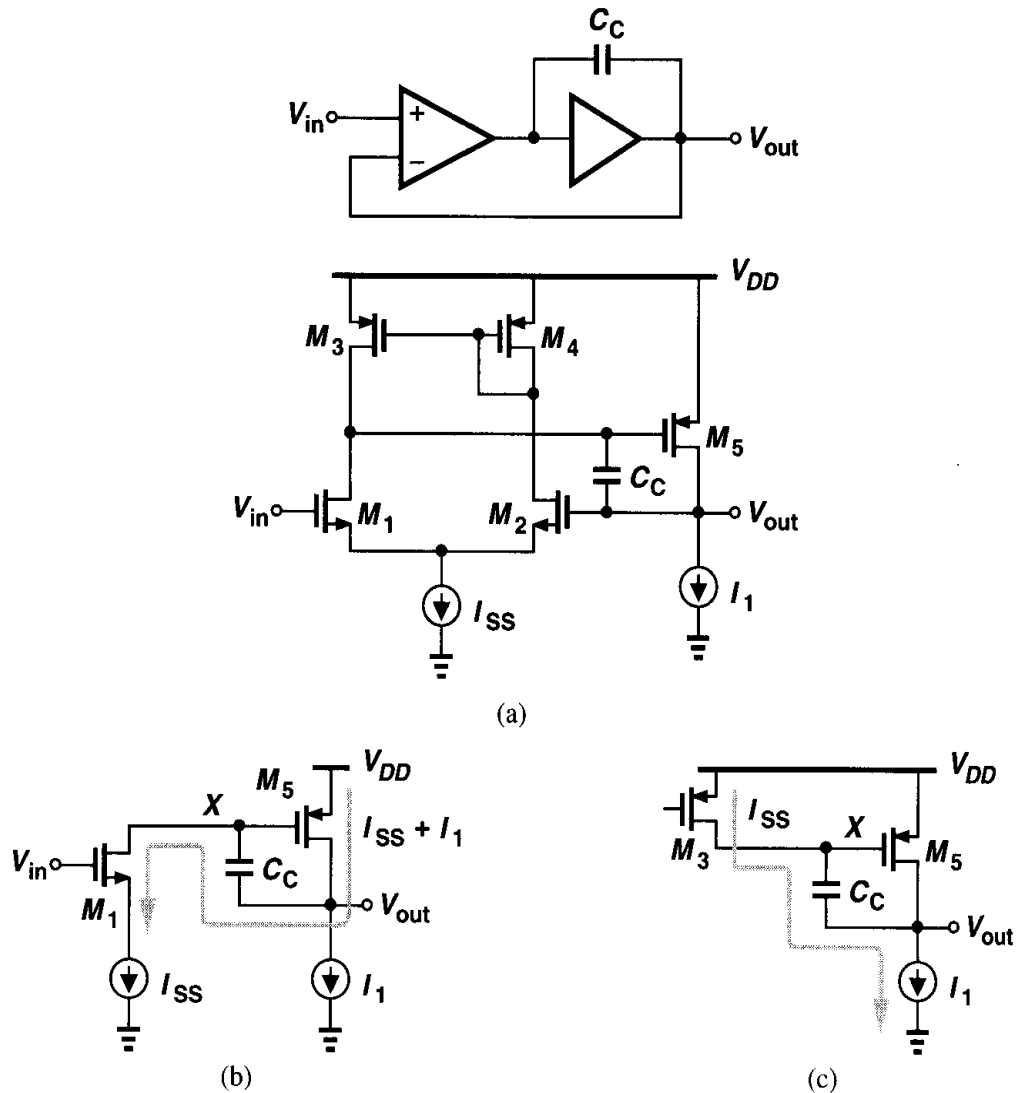 C_C
V_in
+
−
V_out
V_DD
M_3
M_4
M_5
C_C
V_in
M_1
M_2
V_out
I_SS
I_1
(a)
V_DD
M_5
X
I_SS + I_1
V_in
C_C
M_1
V_out
I_SS
I_1
(b)
V_DD
I_SS
X
M_3
M_5
C_C
V_out
I_1
(c)